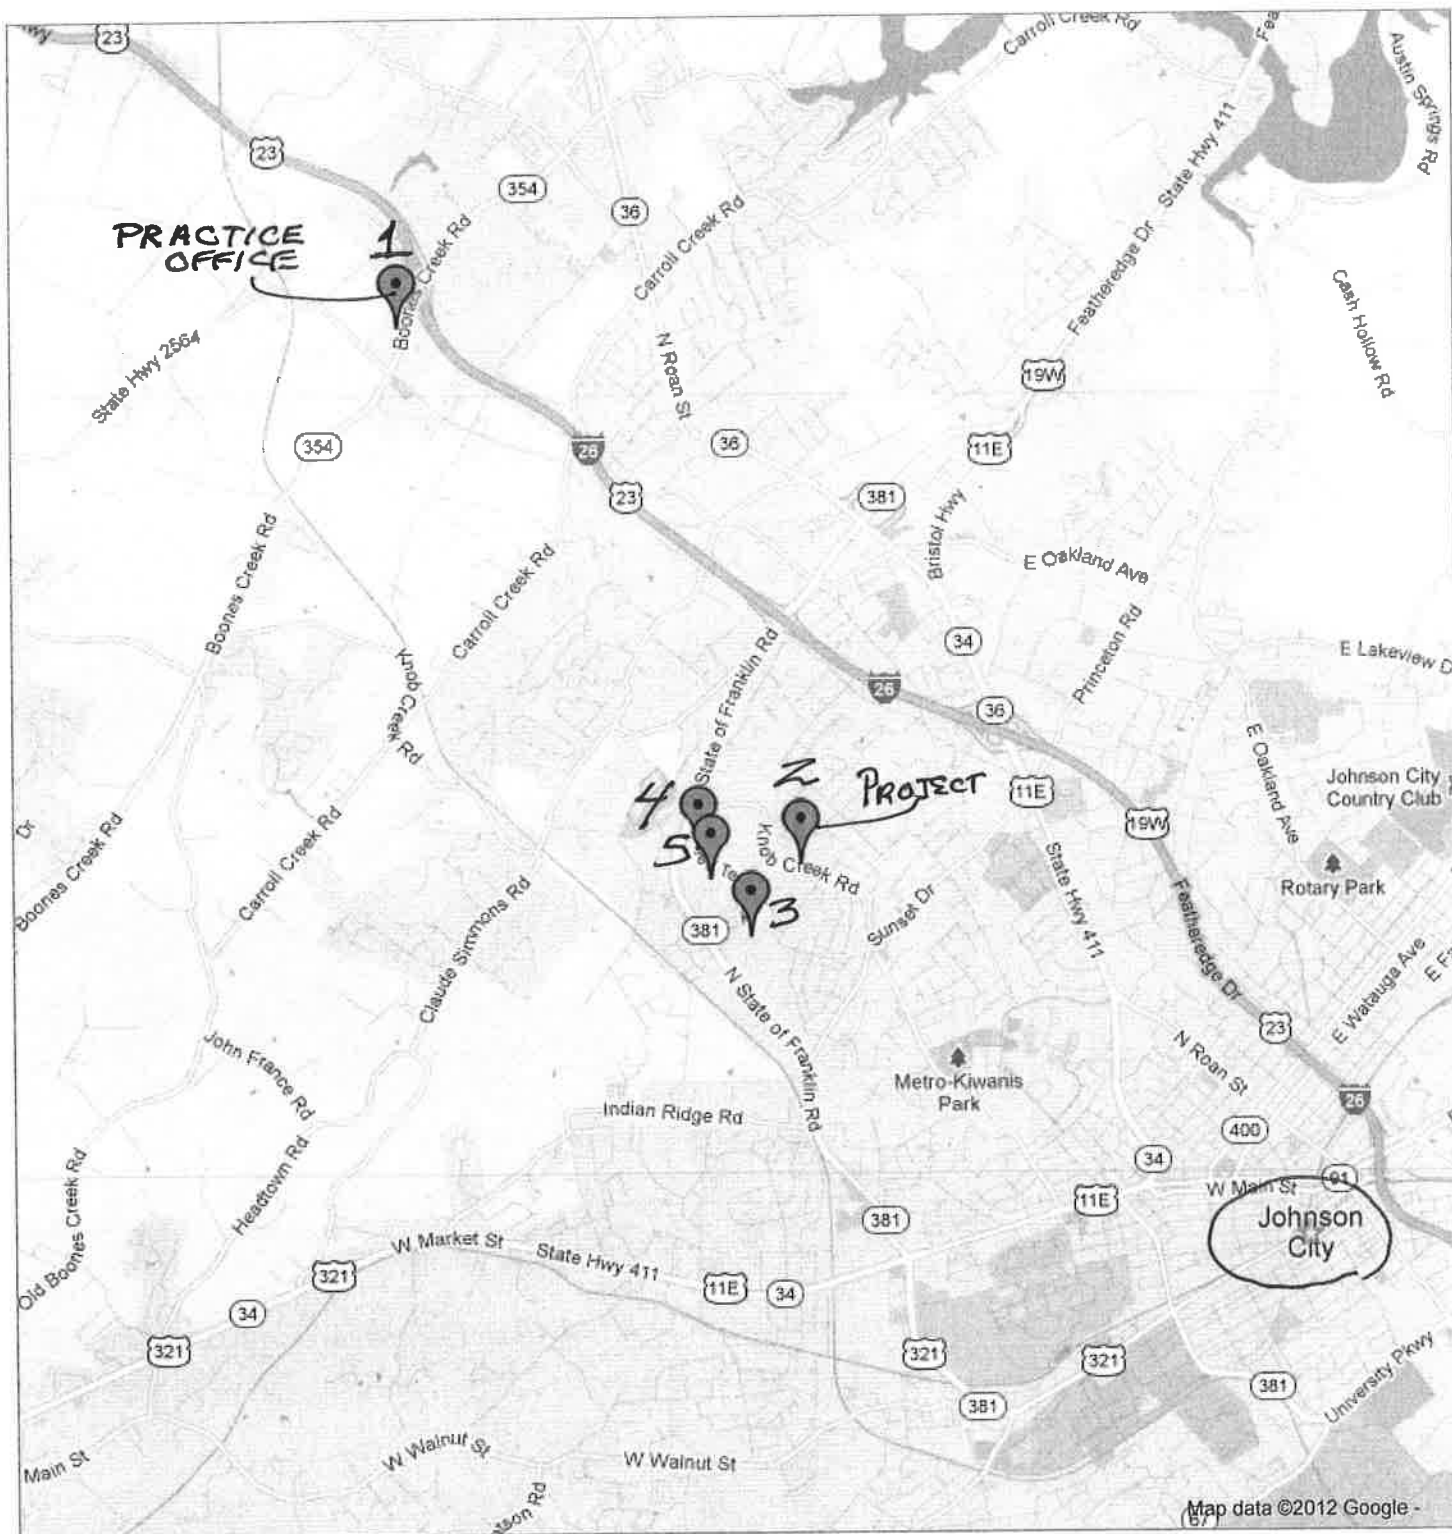 23
Carroll Creek Rd
Austin Springs Rd
23
354
36
State Hwy 411
PRACTICE
OFFICE
1
Boones Creek Rd
Carroll Creek Rd
Featheredge Dr
Cash Hollow Rd
State Hwy 2564
N Roan St
19W
354
26
36
11E
23
381
Bristol Hwy
E Oakland Ave
Boones Creek Rd
Carroll Creek Rd
34
Princeton Rd
E Lakeview D
Knob Creek Rd
State of Franklin Rd
26
36
E Oakland Ave
4
2
PROJECT
11E
Johnson City
Country Club
19W
5
Knob Creek Rd
Dr
Boones Creek Rd
Carroll Creek Rd
Claude Simmons Rd
3
381
Sunset Dr
State Hwy 411
Rotary Park
Featheredge Dr
E Watauga Ave
N State of Franklin Rd
23
John France Rd
Metro-Kiwanis
Park
N Roan St
26
Indian Ridge Rd
400
34
Headtown Rd
Old Boones Creek Rd
11E
W Main St
91
381
Johnson
City
W Market St
State Hwy 411
321
11E
34
34
321
321
321
381
381
University Pkwy
Main St
W Walnut St
W Walnut St
Map data ©2012 Google -
67